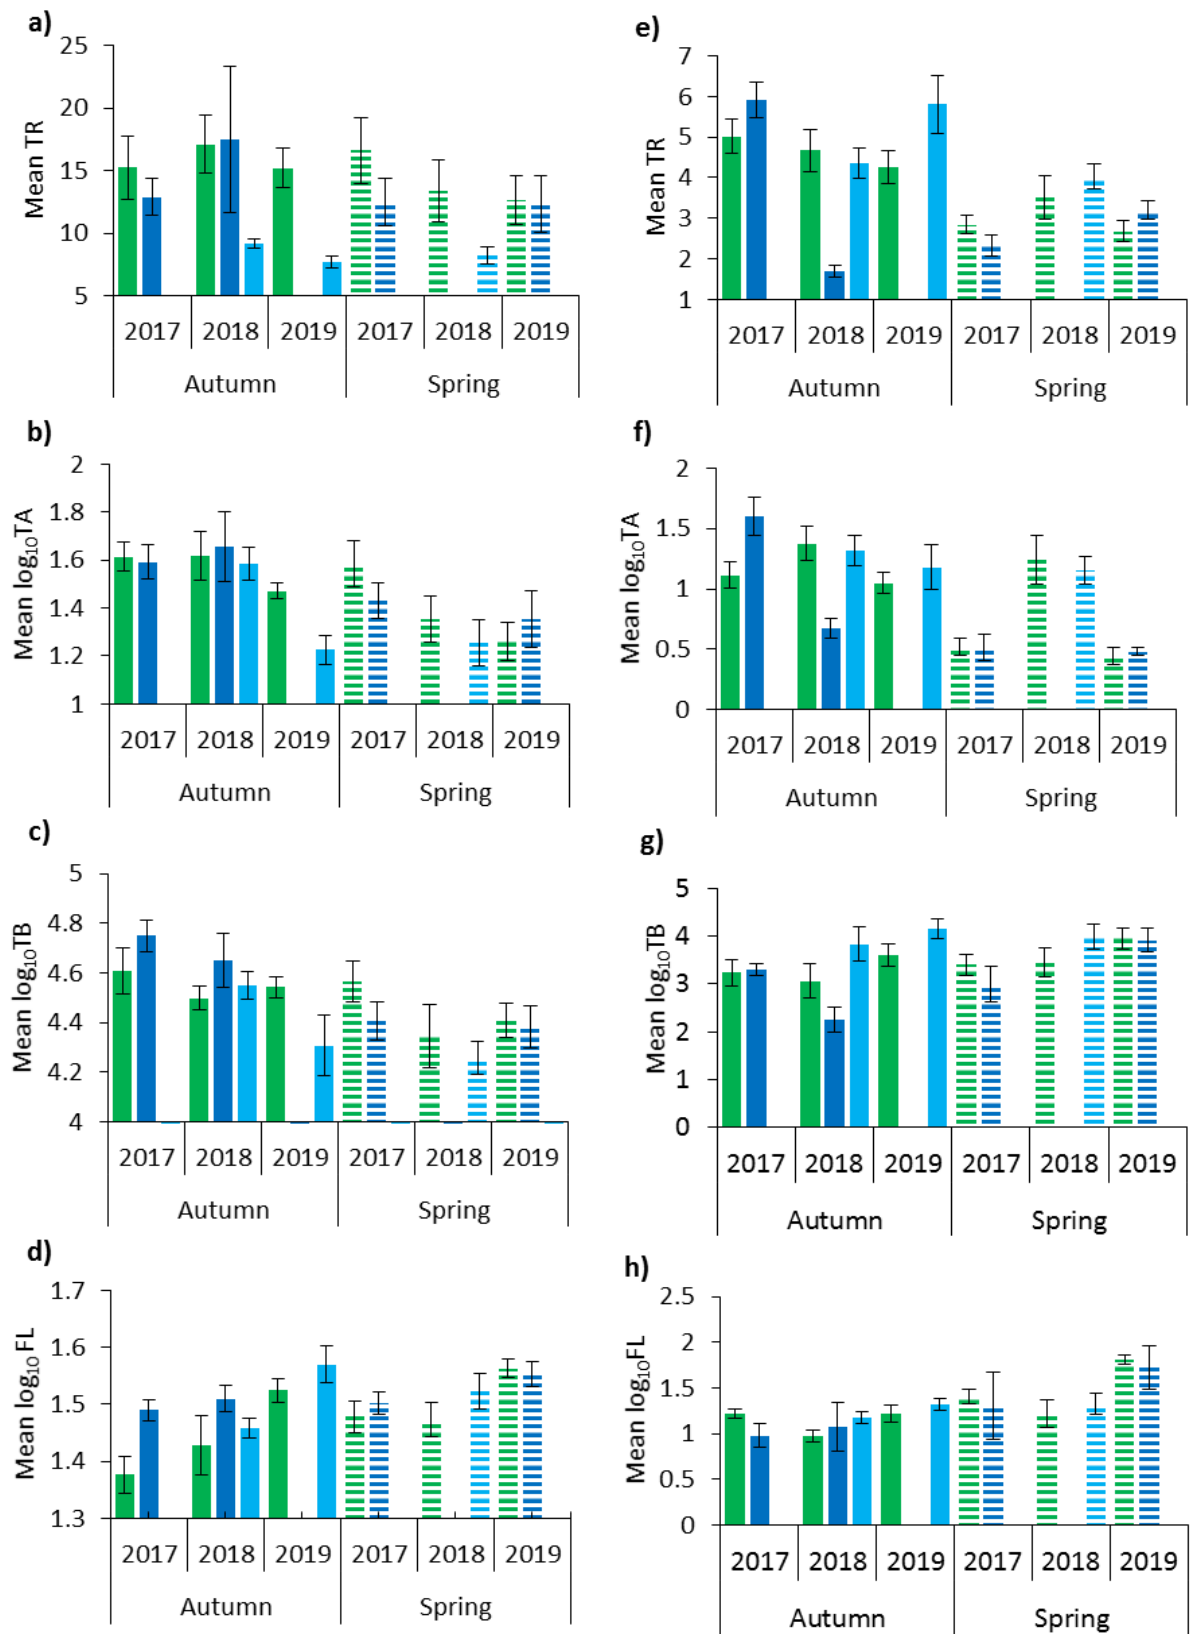 a)
25
20
15
10
5
Mean TR
2017 2018 2019 2017 2018 2019
Autumn Spring
b)
2
1.8
1.6
1.4
1.2
1
Mean log₁₀TA
2017 2018 2019 2017 2018 2019
Autumn Spring
c)
5
4.8
4.6
4.4
4.2
4
Mean log₁₀TB
2017 2018 2019 2017 2018 2019
Autumn Spring
d)
1.7
1.6
1.5
1.4
1.3
Mean log₁₀ FL
2017 2018 2019 2017 2018 2019
Autumn Spring
e)
7
6
5
4
3
2
1
Mean TR
2017 2018 2019 2017 2018 2019
Autumn Spring
f)
2
1.5
1
0.5
0
Mean log₁₀TA
2017 2018 2019 2017 2018 2019
Autumn Spring
g)
5
4
3
2
1
0
Mean log₁₀TB
2017 2018 2019 2017 2018 2019
Autumn Spring
h)
2.5
2
1.5
1
0.5
0
Mean log₁₀FL
2017 2018 2019 2017 2018 2019
Autumn Spring